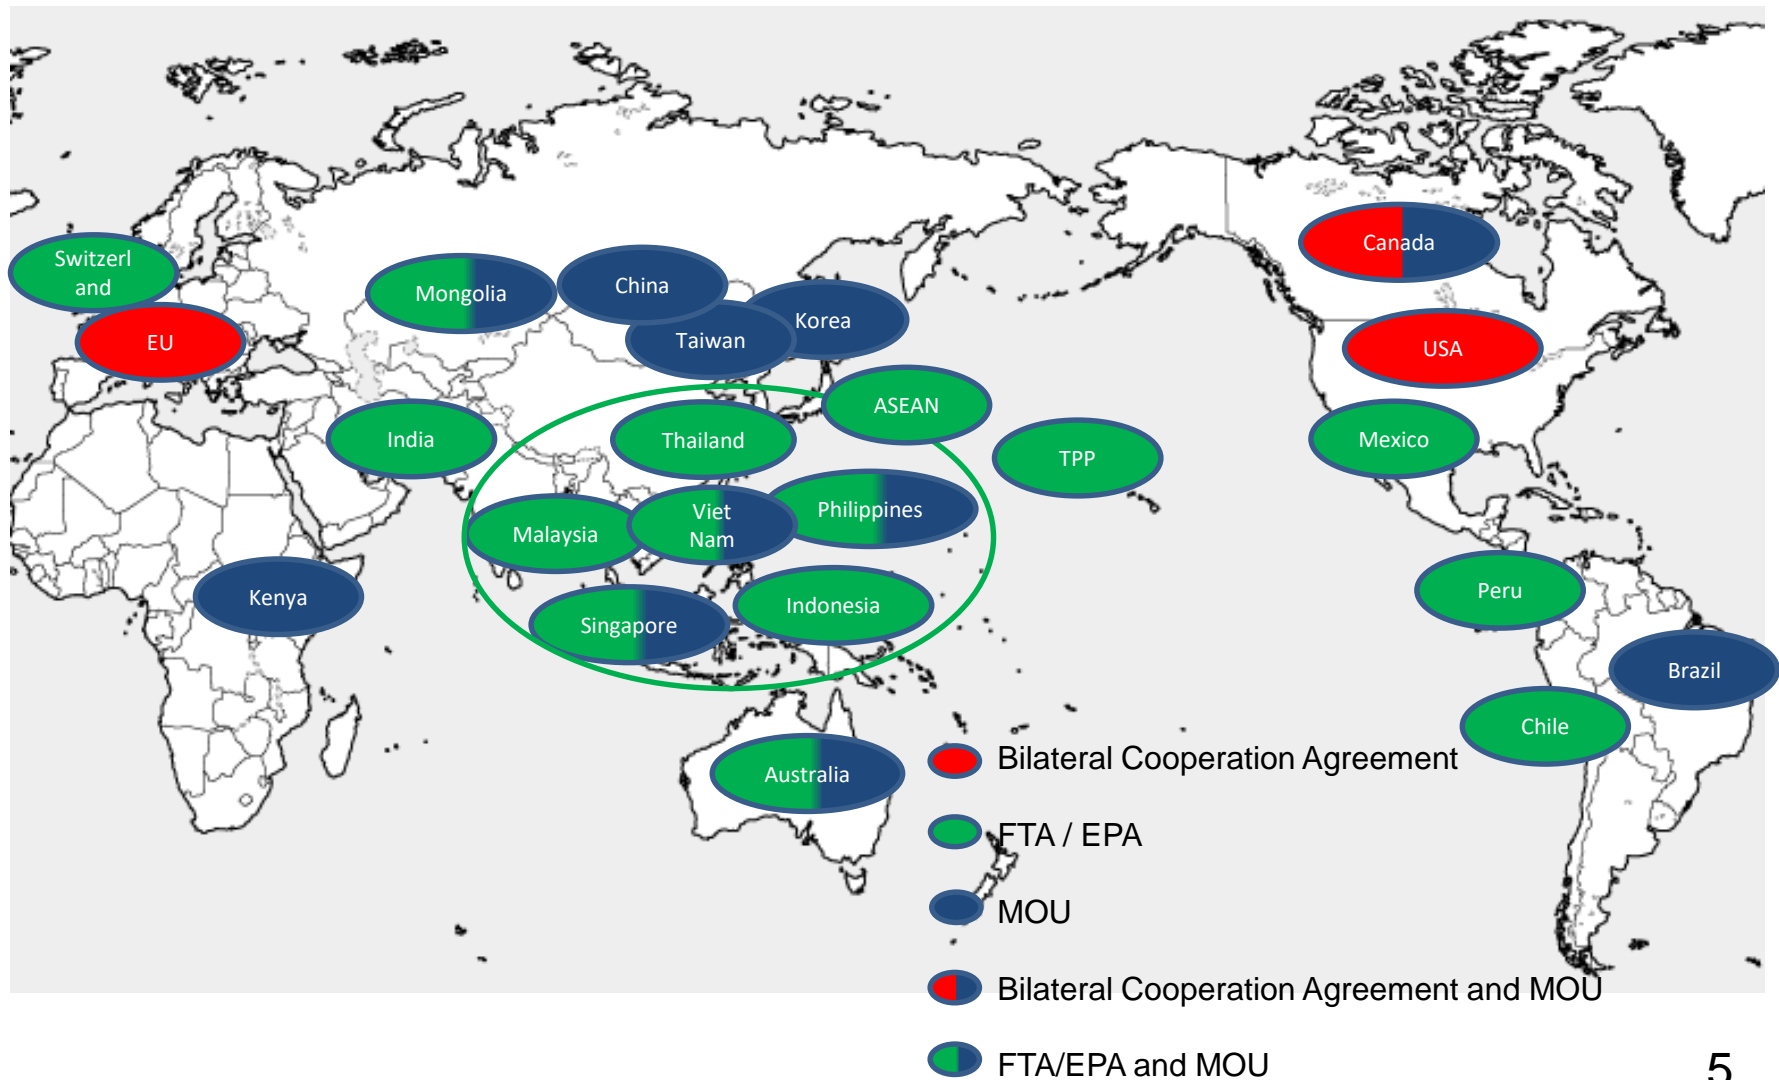 Switzerl
and
EU
Mongolia
China
Taiwan
Korea
India
Thailand
ASEAN
TPP
Malaysia
Viet
Nam
Philippines
Singapore
Indonesia
Kenya
Australia
Canada
USA
Mexico
Peru
Brazil
Chile
Bilateral Cooperation Agreement
FTA / EPA
MOU
Bilateral Cooperation Agreement and MOU
FTA/EPA and MOU
5